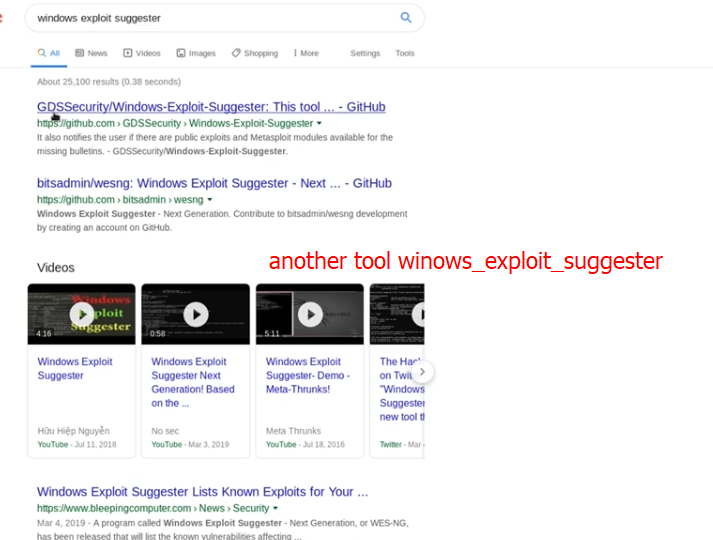 windows exploit suggester
All News Videos Images Shopping More Settings Tools
About 25,100 results (0.38 seconds)
GDSSecurity/Windows-Exploit-Suggester: This tool ... - GitHub
https://github.com › GDSSecurity › Windows-Exploit-Suggester
It also notifies the user if there are public exploits and Metasploit modules available for the
missing bulletins. - GDSSecurity/Windows-Exploit-Suggester.
bitsadmin/wesng: Windows Exploit Suggester - Next ... - GitHub
https://github.com › bitsadmin › wesng
Windows Exploit Suggester - Next Generation. Contribute to bitsadmin/wesng development
by creating an account on GitHub.
another tool winows_exploit_suggester
Videos
Windows
Exploit
Suggester
4:16
0:58
5:11
Windows Exploit
Suggester
Hữu Hiệp Nguyễn
YouTube - Jul 11, 2018
Windows Exploit
Suggester Next
Generation! Based
on the ...
No sec
YouTube - Mar 3, 2019
Windows Exploit
Suggester- Demo -
Meta-Thrunks!
Meta Thrunks
YouTube - Jul 18, 2016
The Hac
on Twit
"Windows
Suggester
new tool t
Twitter - Mar
Windows Exploit Suggester Lists Known Exploits for Your ...
https://www.bleepingcomputer.com › News › Security
Mar 4, 2019 - A program called Windows Exploit Suggester - Next Generation, or WES-NG,
has been released that will list the known vulnerabilities affecting ...